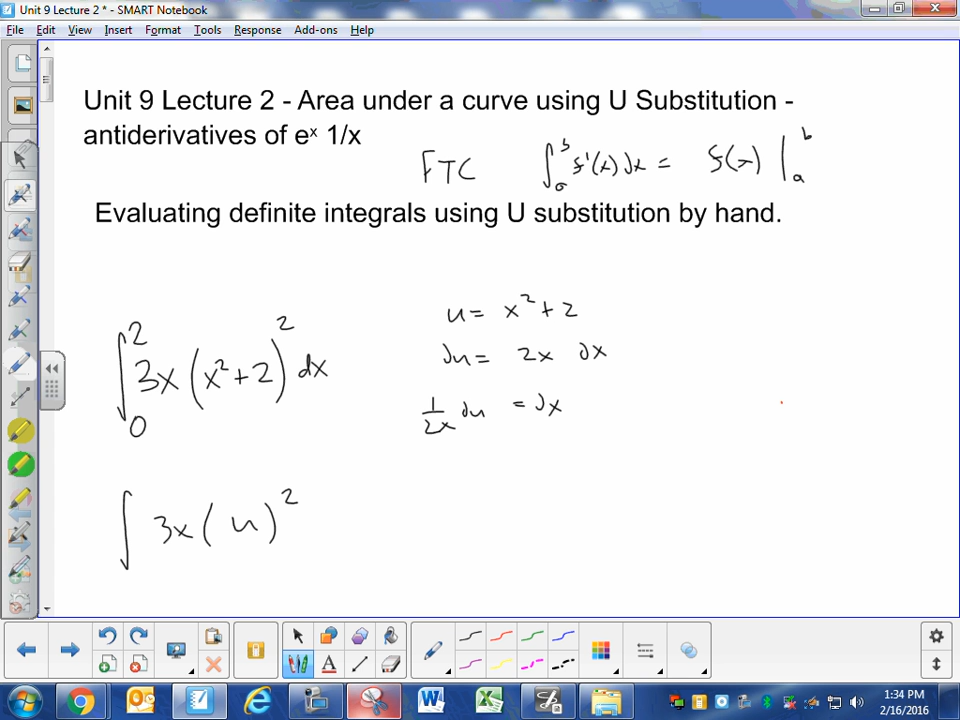 Unit 9 Lecture 2 * - SMART Notebook
File Edit View Insert Format Tools Response Add-ons Help
Unit 9 Lecture 2 - Area under a curve using U Substitution -
antiderivatives of eˣ 1/x
FTC ∫ₐᵇ f'(x) dx = f(x) |ₐᵇ
Evaluating definite integrals using U substitution by hand.
u = x² + 2
∫₀² 3x (x² + 2)² dx
du = 2x dx
1/2x du = dx
∫ 3x (u)²
1:34 PM
2/16/2016